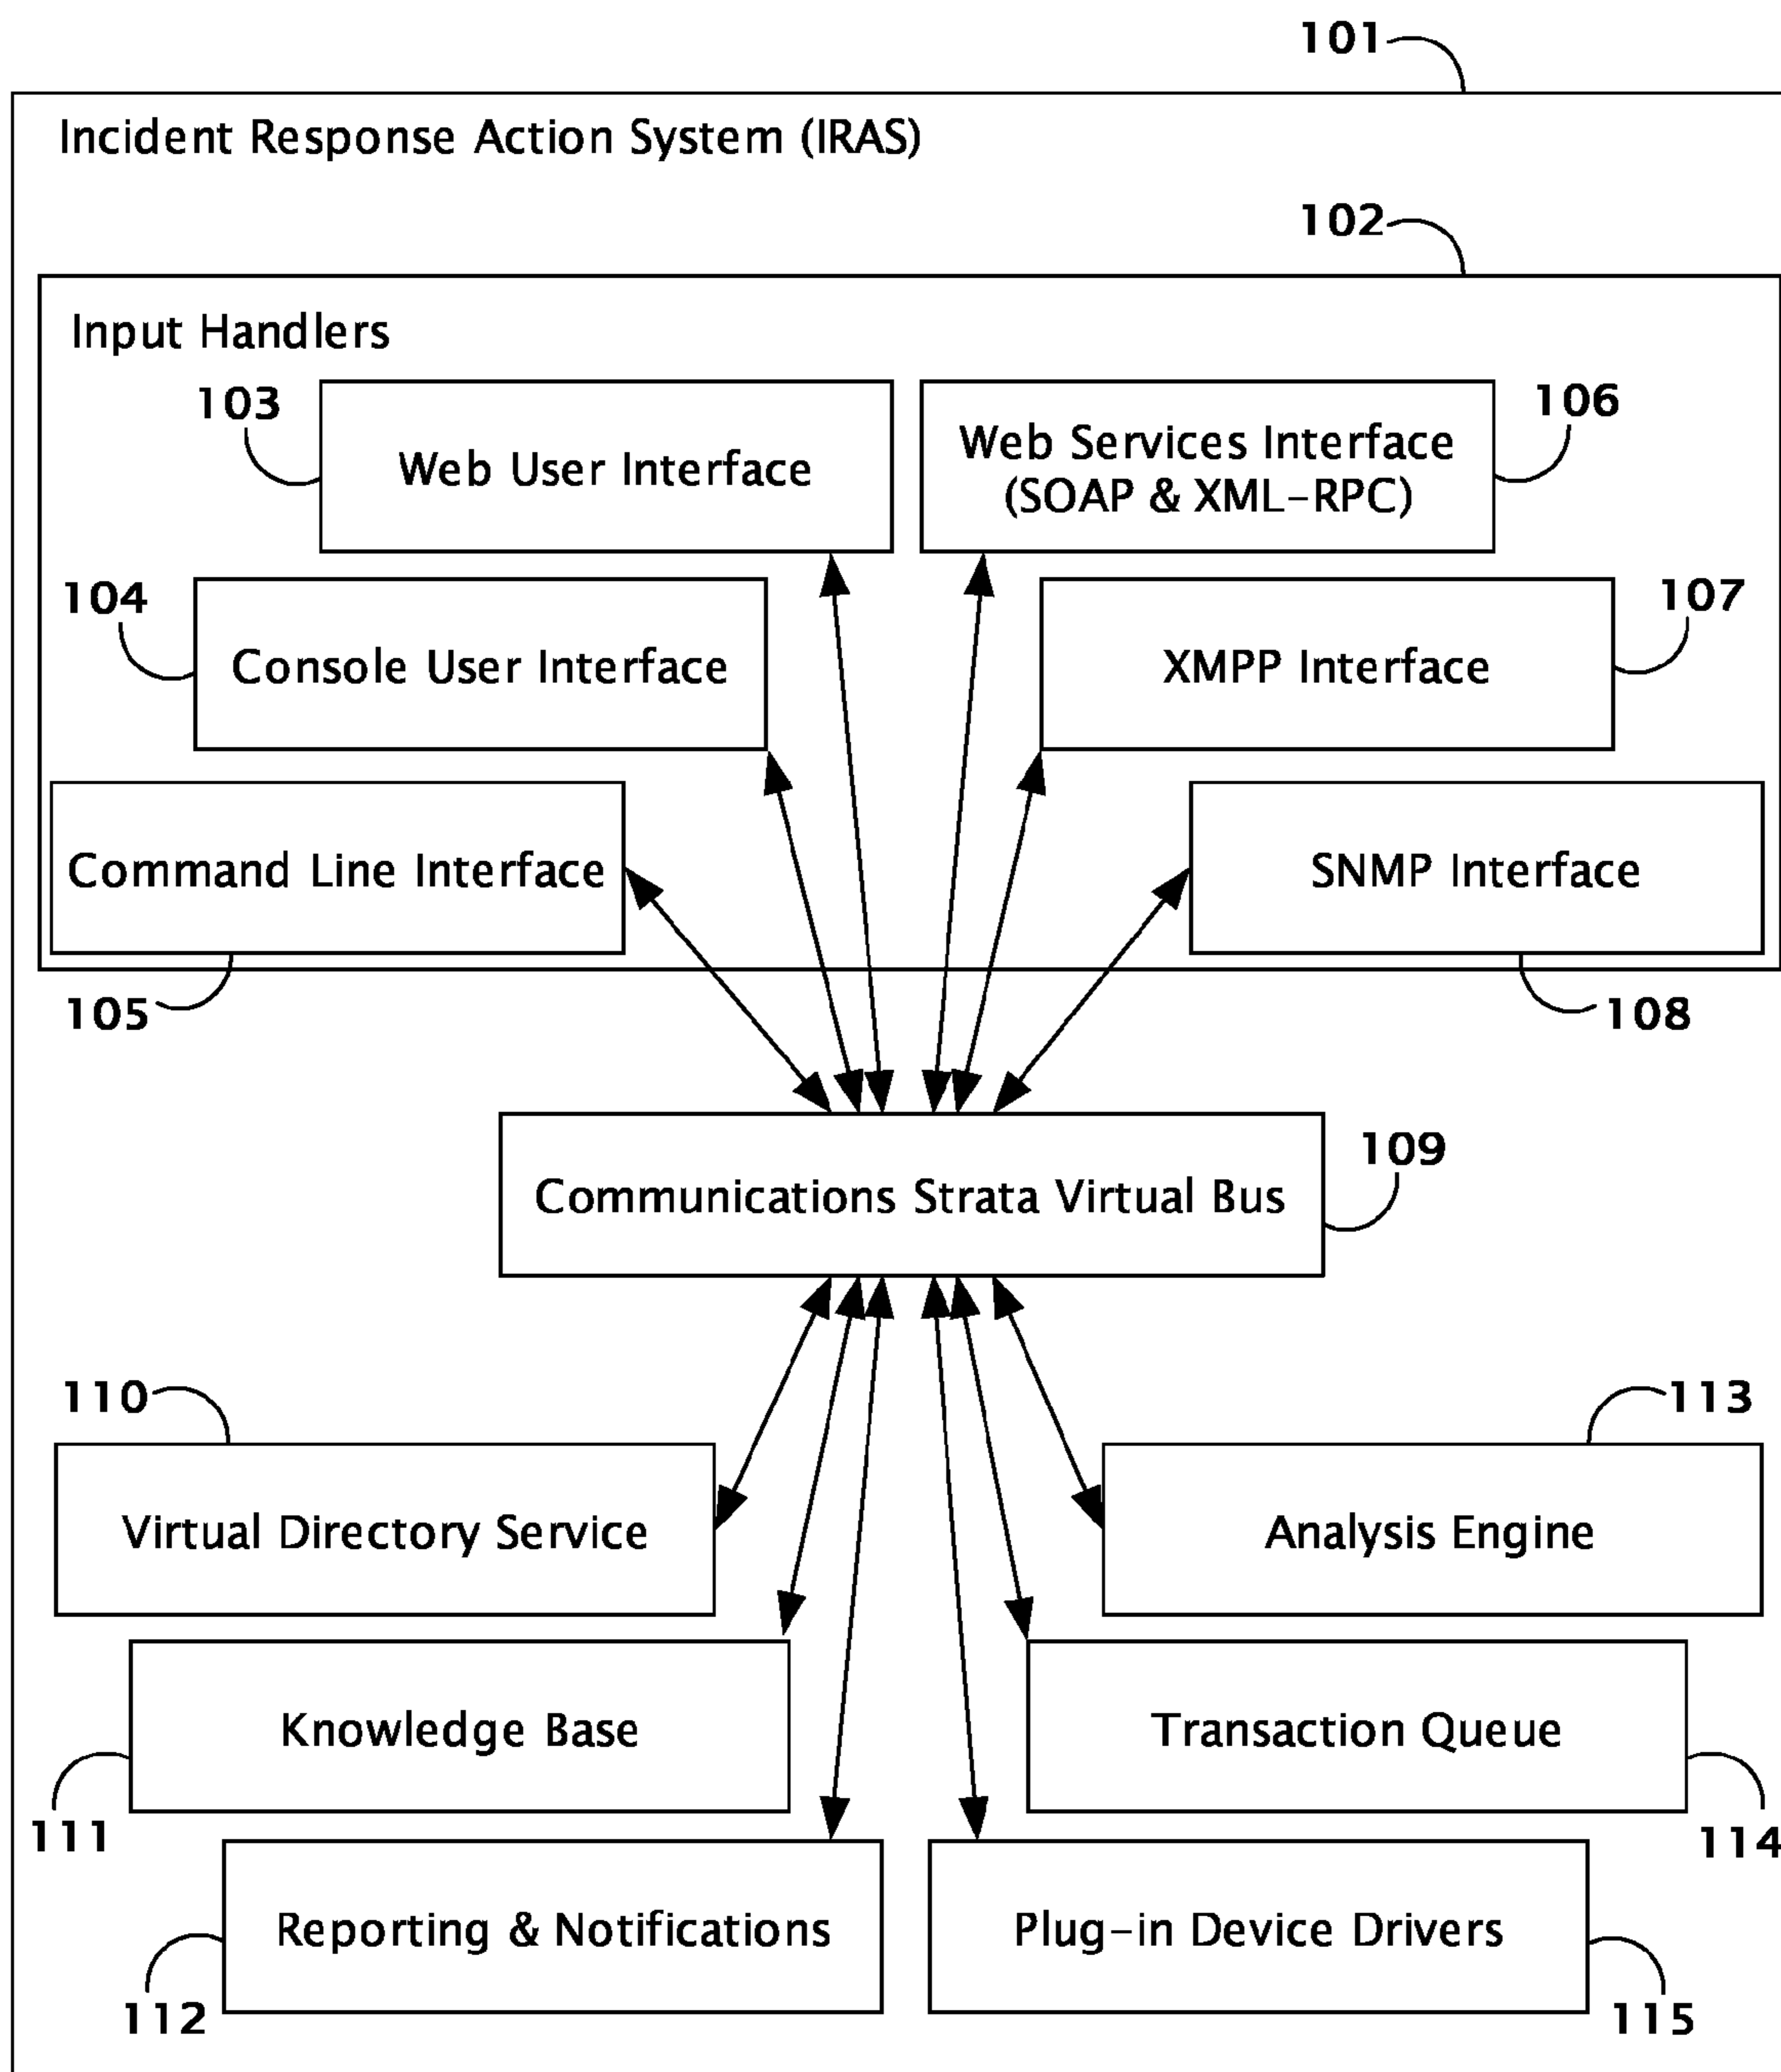 101
Incident Response Action System (IRAS)
102
Input Handlers
103
Web User Interface
Web Services Interface
(SOAP & XML-RPC)
106
104
Console User Interface
XMPP Interface
107
Command Line Interface
SNMP Interface
105
108
Communications Strata Virtual Bus
109
110
113
Virtual Directory Service
Analysis Engine
Knowledge Base
Transaction Queue
111
114
Reporting & Notifications
Plug-in Device Drivers
112
115